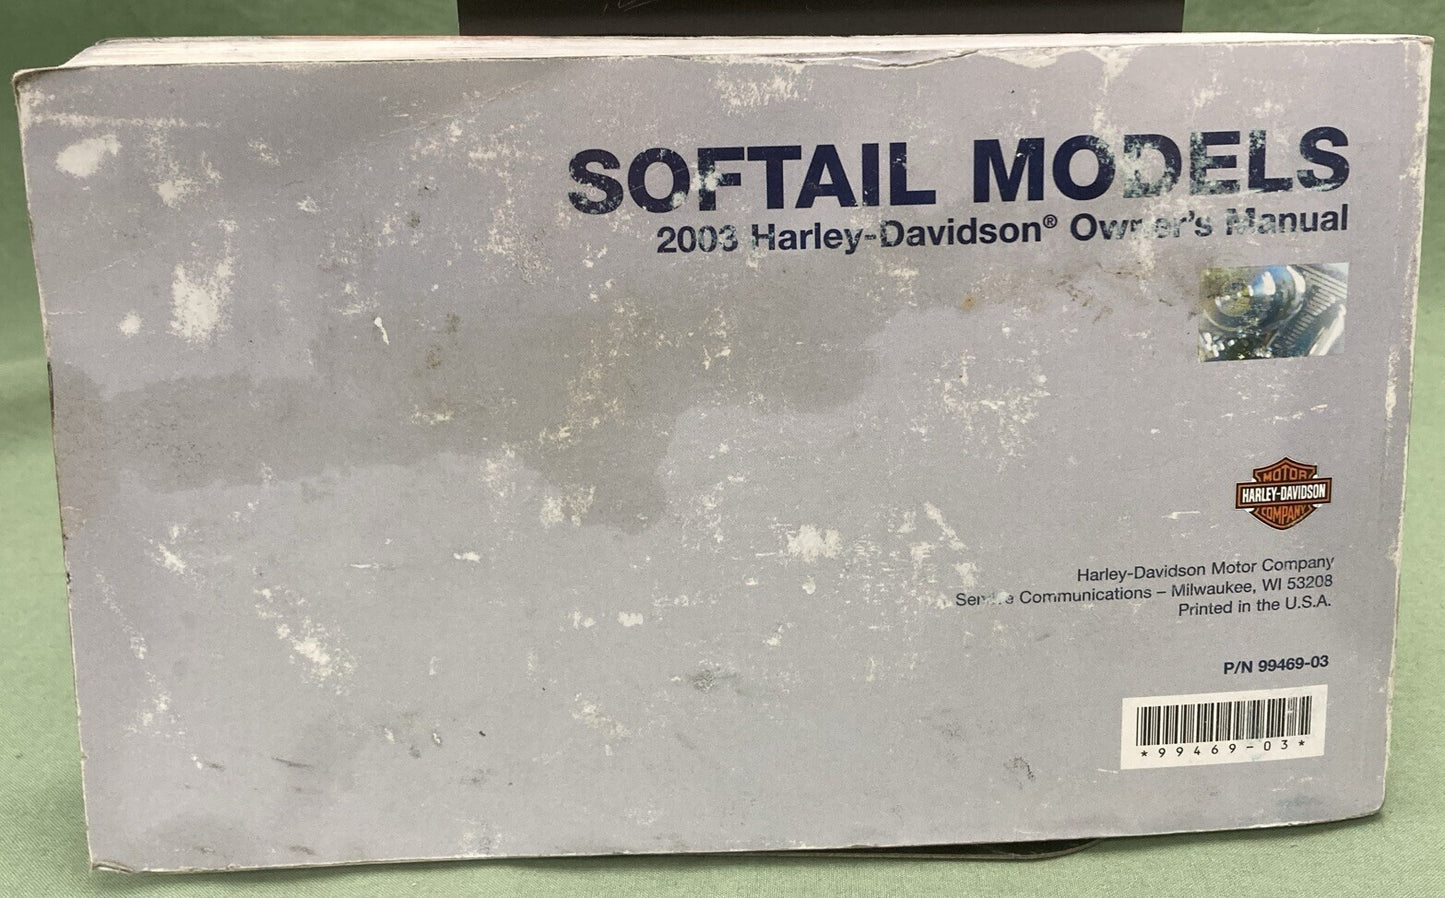 SOFTAIL MODELS
2003 Harley-Davidson® Owner's Manual
MOTOR
HARLEY-DAVIDSON
COMPANY
Harley-Davidson Motor Company
Service Communications – Milwaukee, WI 53208
Printed in the U.S.A.
P/N 99469-03
*99469-03*